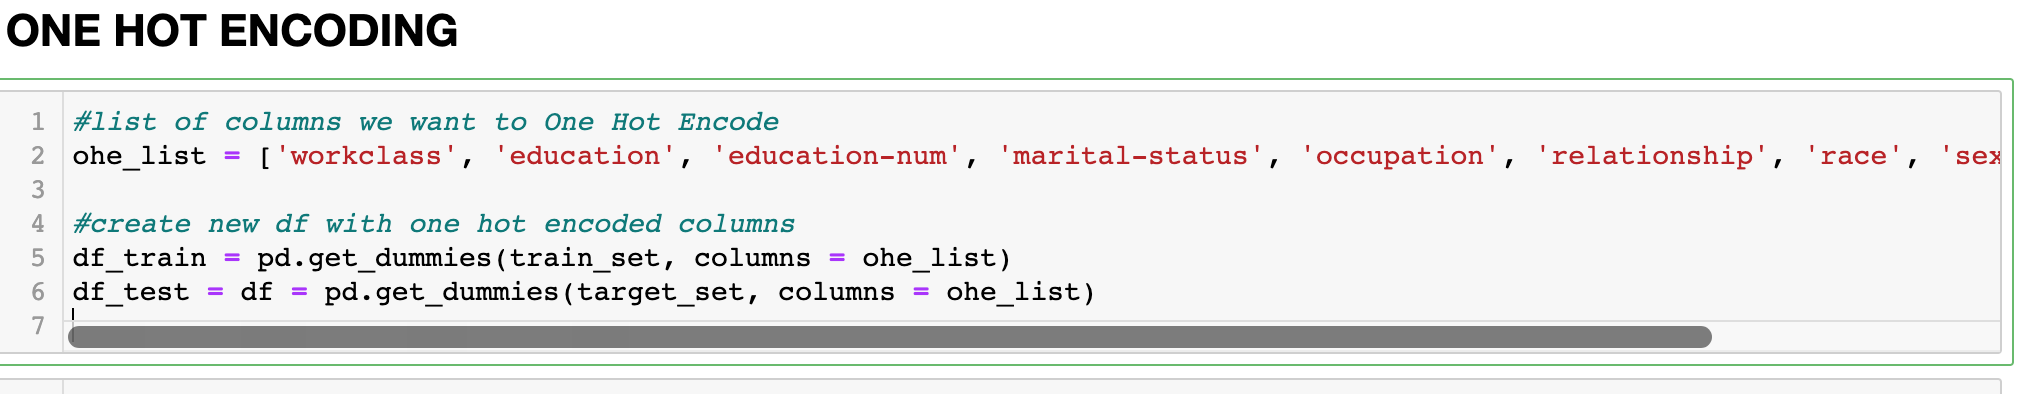 ONE HOT ENCODING
1 #list of columns we want to One Hot Encode
2 ohe_list = ['workclass', 'education', 'education-num', 'marital-status', 'occupation', 'relationship', 'race', 'sex
3
4 #create new df with one hot encoded columns
5 df_train = pd.get_dummies(train_set, columns = ohe_list)
6 df_test = df = pd.get_dummies(target_set, columns = ohe_list)
7